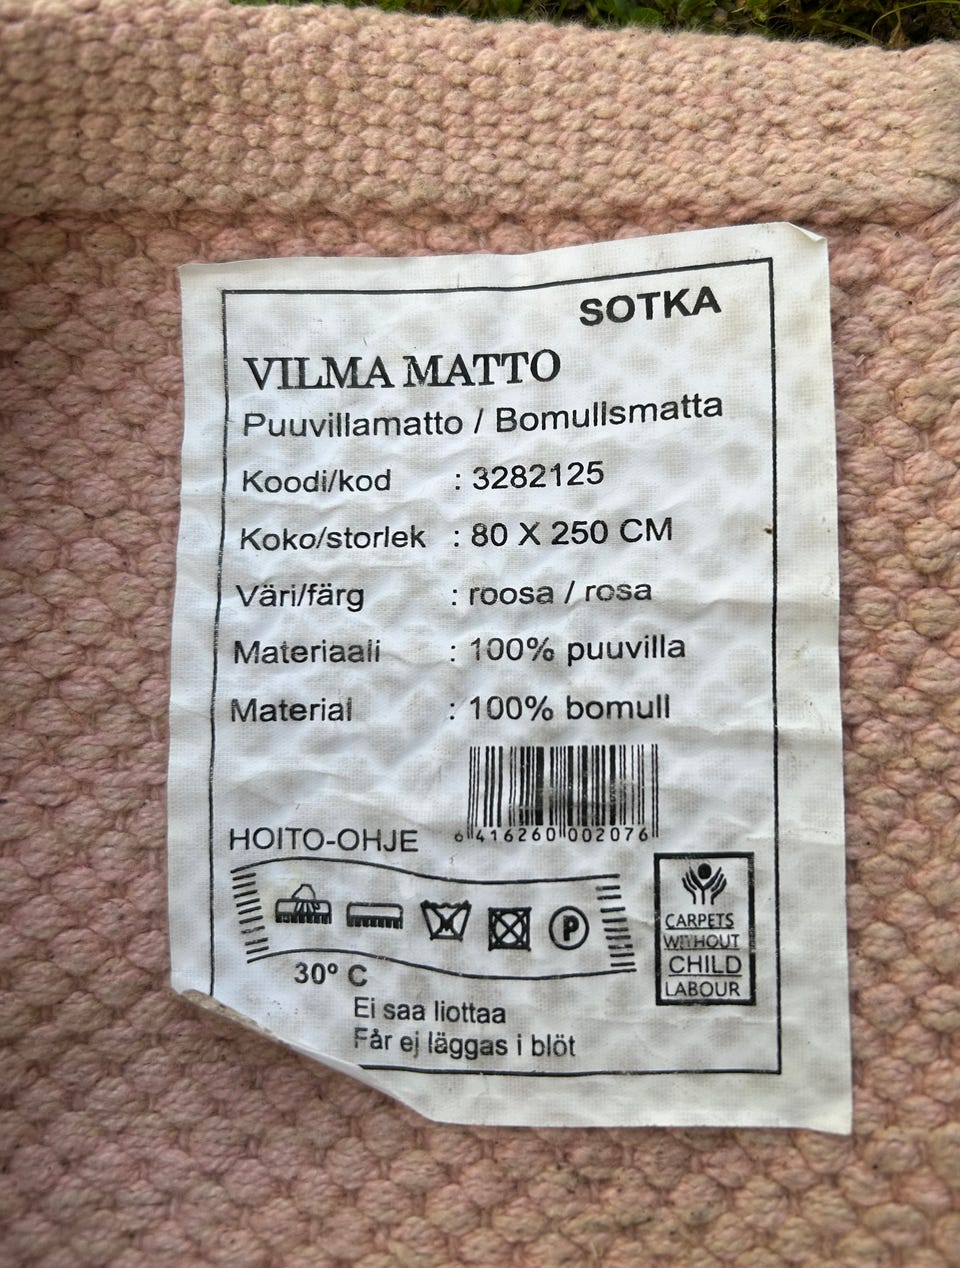 SOTKA
VILMA MATTO
Puuvillamatto / Bomullsmatta
Koodi/kod : 3282125
Koko/storlek : 80 X 250 CM
Väri/färg : roosa / rosa
Materiaali : 100% puuvilla
Material : 100% bomull
6 416260 002076
HOITO-OHJE
P
30° C
Ei saa liottaa
Får ej läggas i blöt
CARPETS
WITHOUT
CHILD
LABOUR